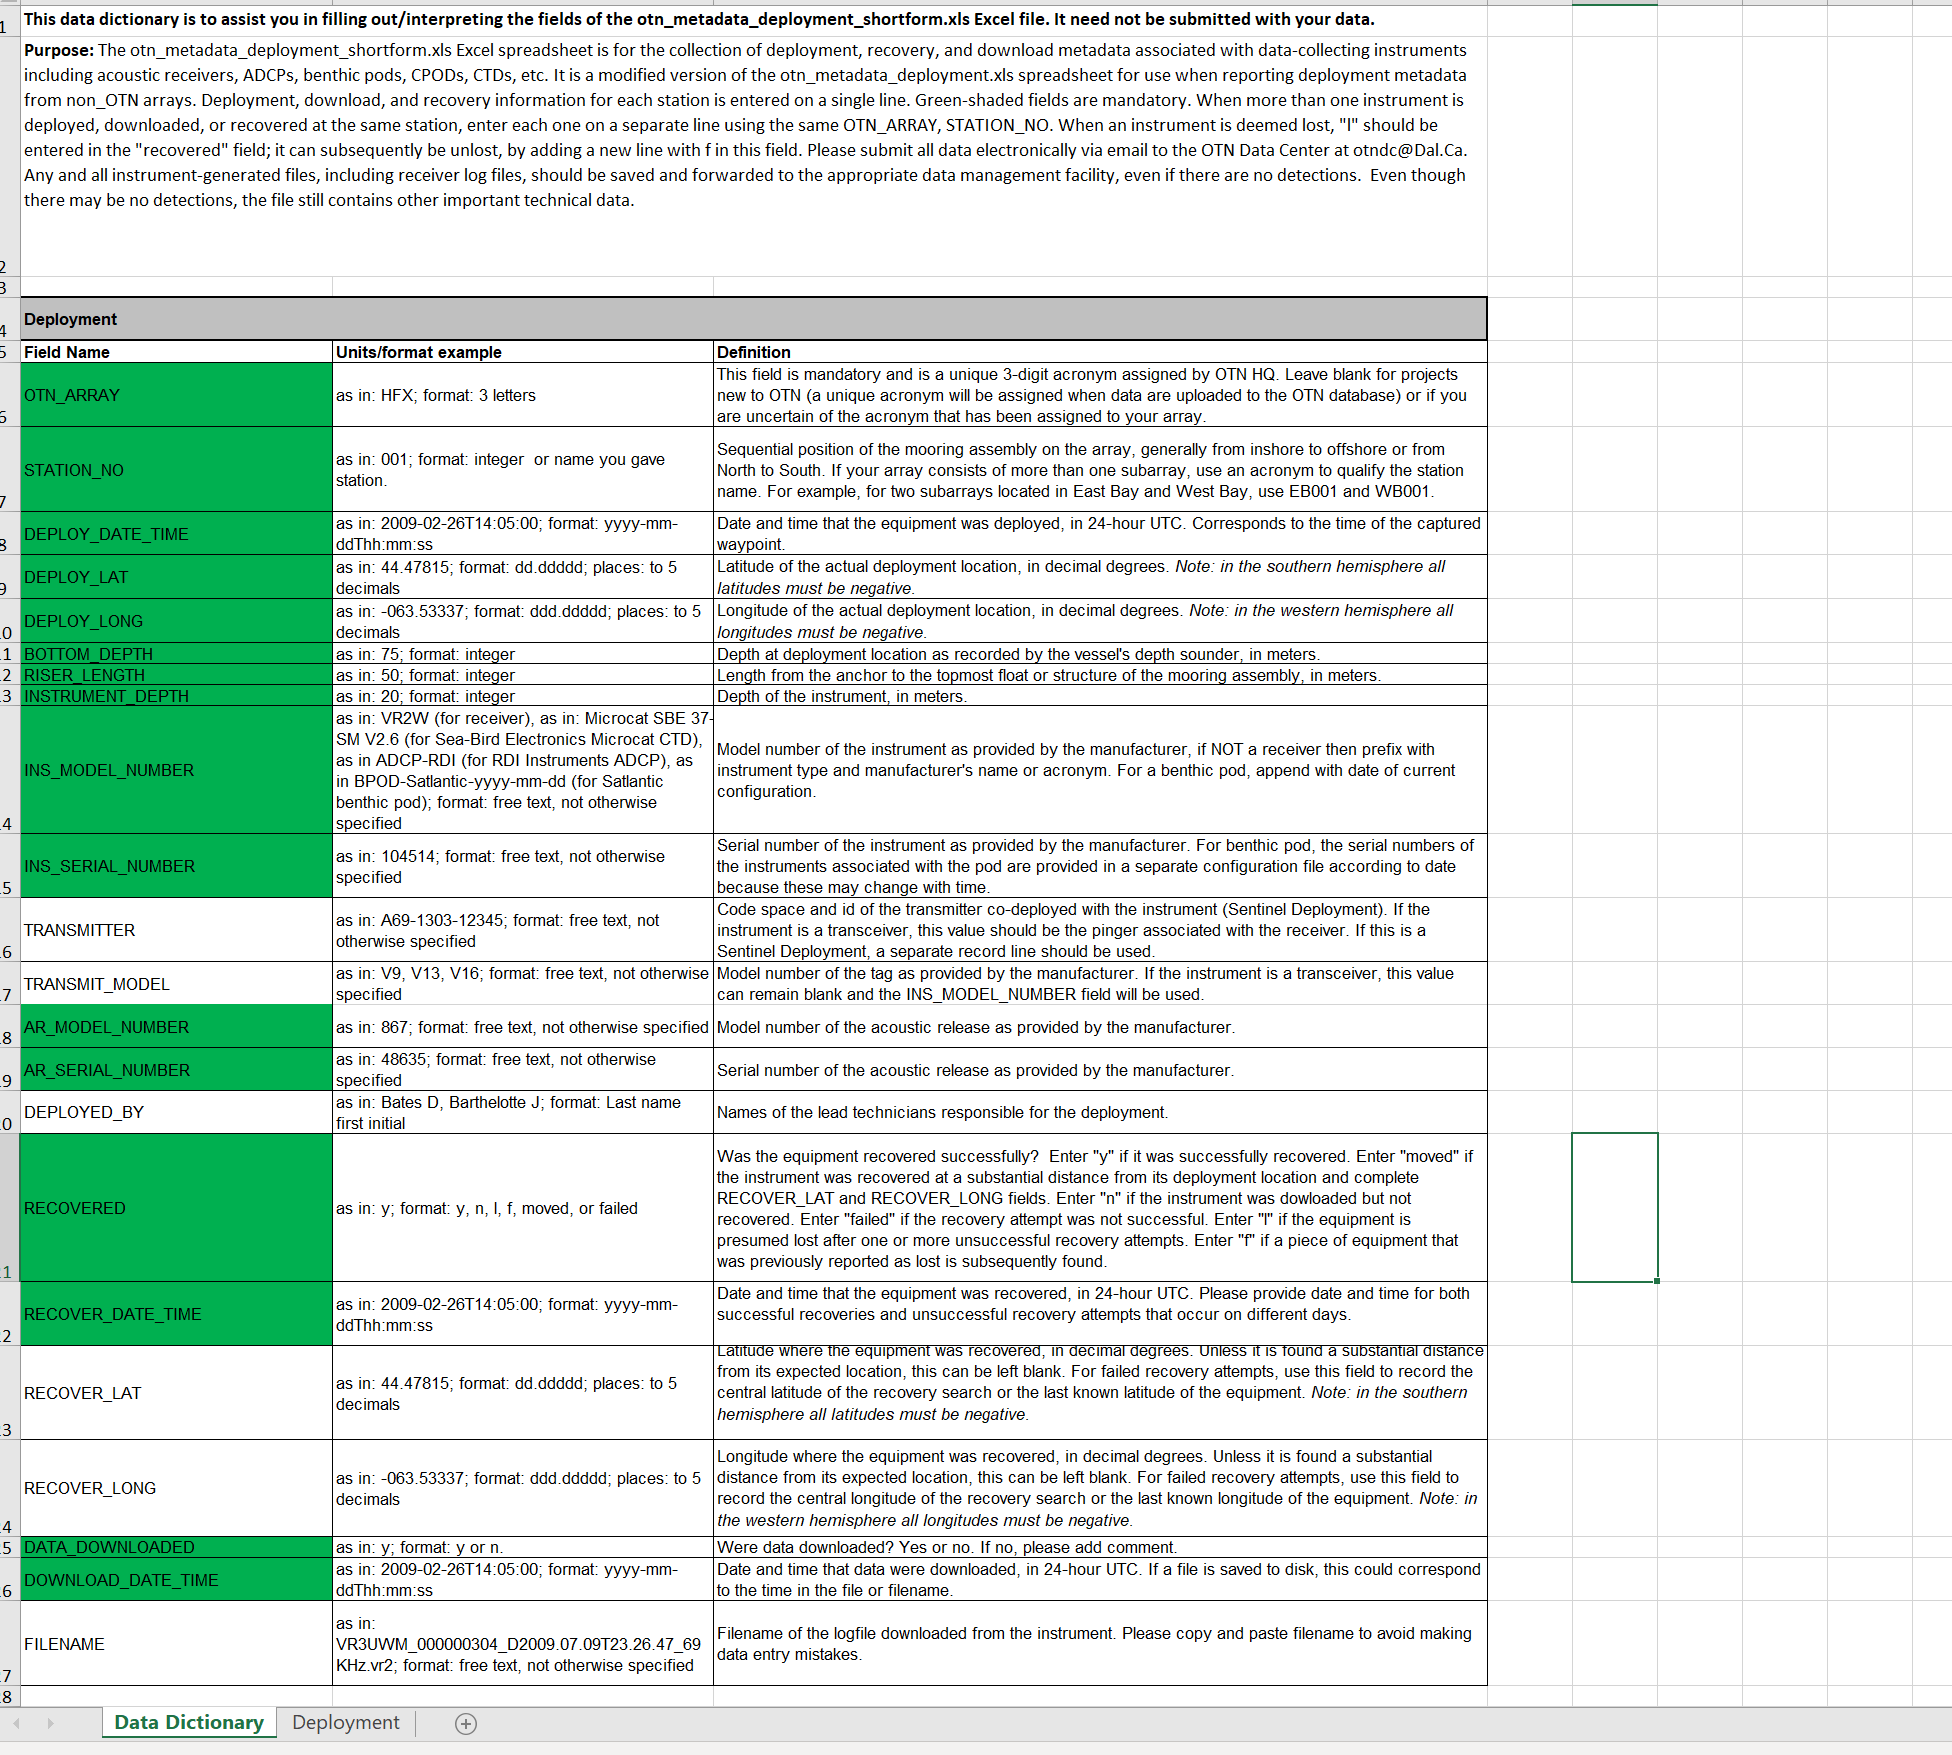 This data dictionary is to assist you in filling out/interpreting the fields of the otn_metadata_deployment_shortform.xls Excel file. It need not be submitted with your data.
Purpose: The otn_metadata_deployment_shortform.xls Excel spreadsheet is for the collection of deployment, recovery, and download metadata associated with data-collecting instruments
including acoustic receivers, ADCPs, benthic pods, CPODs, CTDs, etc. It is a modified version of the otn_metadata_deployment.xls spreadsheet for use when reporting deployment metadata
from non_OTN arrays. Deployment, download, and recovery information for each station is entered on a single line. Green-shaded fields are mandatory. When more than one instrument is
deployed, downloaded, or recovered at the same station, enter each one on a separate line using the same OTN_ARRAY, STATION_NO. When an instrument is deemed lost, "l" should be
entered in the "recovered" field; it can subsequently be unlost, by adding a new line with f in this field. Please submit all data electronically via email to the OTN Data Center at otndc@Dal.Ca.
Any and all instrument-generated files, including receiver log files, should be saved and forwarded to the appropriate data management facility, even if there are no detections.  Even though
there may be no detections, the file still contains other important technical data.
Deployment
Field Name
Units/format example
Definition
OTN_ARRAY
as in: HFX; format: 3 letters
This field is mandatory and is a unique 3-digit acronym assigned by OTN HQ. Leave blank for projects
new to OTN (a unique acronym will be assigned when data are uploaded to the OTN database) or if you
are uncertain of the acronym that has been assigned to your array.
STATION_NO
as in: 001; format: integer  or name you gave
station.
Sequential position of the mooring assembly on the array, generally from inshore to offshore or from
North to South. If your array consists of more than one subarray, use an acronym to qualify the station
name. For example, for two subarrays located in East Bay and West Bay, use EB001 and WB001.
DEPLOY_DATE_TIME
as in: 2009-02-26T14:05:00; format: yyyy-mm-
ddThh:mm:ss
Date and time that the equipment was deployed, in 24-hour UTC. Corresponds to the time of the captured
waypoint.
DEPLOY_LAT
as in: 44.47815; format: dd.ddddd; places: to 5
decimals
Latitude of the actual deployment location, in decimal degrees. Note: in the southern hemisphere all
latitudes must be negative.
DEPLOY_LONG
as in: -063.53337; format: ddd.ddddd; places: to 5
decimals
Longitude of the actual deployment location, in decimal degrees. Note: in the western hemisphere all
longitudes must be negative.
BOTTOM_DEPTH
as in: 75; format: integer
Depth at deployment location as recorded by the vessel's depth sounder, in meters.
RISER_LENGTH
as in: 50; format: integer
Length from the anchor to the topmost float or structure of the mooring assembly, in meters.
INSTRUMENT_DEPTH
as in: 20; format: integer
Depth of the instrument, in meters.
INS_MODEL_NUMBER
as in: VR2W (for receiver), as in: Microcat SBE 37-
SM V2.6 (for Sea-Bird Electronics Microcat CTD),
as in ADCP-RDI (for RDI Instruments ADCP), as
in BPOD-Satlantic-yyyy-mm-dd (for Satlantic
benthic pod); format: free text, not otherwise
specified
Model number of the instrument as provided by the manufacturer, if NOT a receiver then prefix with
instrument type and manufacturer's name or acronym. For a benthic pod, append with date of current
configuration.
INS_SERIAL_NUMBER
as in: 104514; format: free text, not otherwise
specified
Serial number of the instrument as provided by the manufacturer. For benthic pod, the serial numbers of
the instruments associated with the pod are provided in a separate configuration file according to date
because these may change with time.
TRANSMITTER
as in: A69-1303-12345; format: free text, not
otherwise specified
Code space and id of the transmitter co-deployed with the instrument (Sentinel Deployment). If the
instrument is a transceiver, this value should be the pinger associated with the receiver. If this is a
Sentinel Deployment, a separate record line should be used.
TRANSMIT_MODEL
as in: V9, V13, V16; format: free text, not otherwise
specified
Model number of the tag as provided by the manufacturer. If the instrument is a transceiver, this value
can remain blank and the INS_MODEL_NUMBER field will be used.
AR_MODEL_NUMBER
as in: 867; format: free text, not otherwise specified
Model number of the acoustic release as provided by the manufacturer.
AR_SERIAL_NUMBER
as in: 48635; format: free text, not otherwise
specified
Serial number of the acoustic release as provided by the manufacturer.
DEPLOYED_BY
as in: Bates D, Barthelotte J; format: Last name
first initial
Names of the lead technicians responsible for the deployment.
RECOVERED
as in: y; format: y, n, l, f, moved, or failed
Was the equipment recovered successfully?  Enter "y" if it was successfully recovered. Enter "moved" if
the instrument was recovered at a substantial distance from its deployment location and complete
RECOVER_LAT and RECOVER_LONG fields. Enter "n" if the instrument was dowloaded but not
recovered. Enter "failed" if the recovery attempt was not successful. Enter "l" if the equipment is
presumed lost after one or more unsuccessful recovery attempts. Enter "f" if a piece of equipment that
was previously reported as lost is subsequently found.
RECOVER_DATE_TIME
as in: 2009-02-26T14:05:00; format: yyyy-mm-
ddThh:mm:ss
Date and time that the equipment was recovered, in 24-hour UTC. Please provide date and time for both
successful recoveries and unsuccessful recovery attempts that occur on different days.
RECOVER_LAT
as in: 44.47815; format: dd.ddddd; places: to 5
decimals
Latitude where the equipment was recovered, in decimal degrees. Unless it is found a substantial distance
from its expected location, this can be left blank. For failed recovery attempts, use this field to record the
central latitude of the recovery search or the last known latitude of the equipment. Note: in the southern
hemisphere all latitudes must be negative.
RECOVER_LONG
as in: -063.53337; format: ddd.ddddd; places: to 5
decimals
Longitude where the equipment was recovered, in decimal degrees. Unless it is found a substantial
distance from its expected location, this can be left blank. For failed recovery attempts, use this field to
record the central longitude of the recovery search or the last known longitude of the equipment. Note: in
the western hemisphere all longitudes must be negative.
DATA_DOWNLOADED
as in: y; format: y or n.
Were data downloaded? Yes or no. If no, please add comment.
DOWNLOAD_DATE_TIME
as in: 2009-02-26T14:05:00; format: yyyy-mm-
ddThh:mm:ss
Date and time that data were downloaded, in 24-hour UTC. If a file is saved to disk, this could correspond
to the time in the file or filename.
FILENAME
as in:
VR3UWM_000000304_D2009.07.09T23.26.47_69
KHz.vr2; format: free text, not otherwise specified
Filename of the logfile downloaded from the instrument. Please copy and paste filename to avoid making
data entry mistakes.
Data Dictionary
Deployment